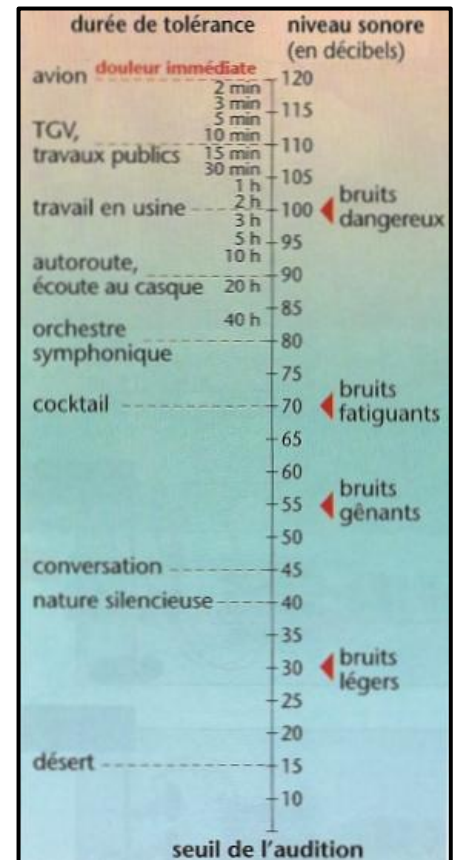 durée de tolérance niveau sonore
(en décibels)
avion douleur immédiate 120
2 min
3 min 115
5 min
TGV, 10 min 110
travaux publics 15 min
30 min 105
1 h bruits
travail en usine 2 h 100 dangereux
3 h
5 h 95
10 h
autoroute, 90
écoute au casque 20 h
85
orchestre 40 h
symphonique 80
75
cocktail 70 bruits
fatiguants
65
60
bruits
55 gênants
50
conversation 45
nature silencieuse 40
35
30 bruits
légers
25
20
désert 15
10
seuil de l'audition